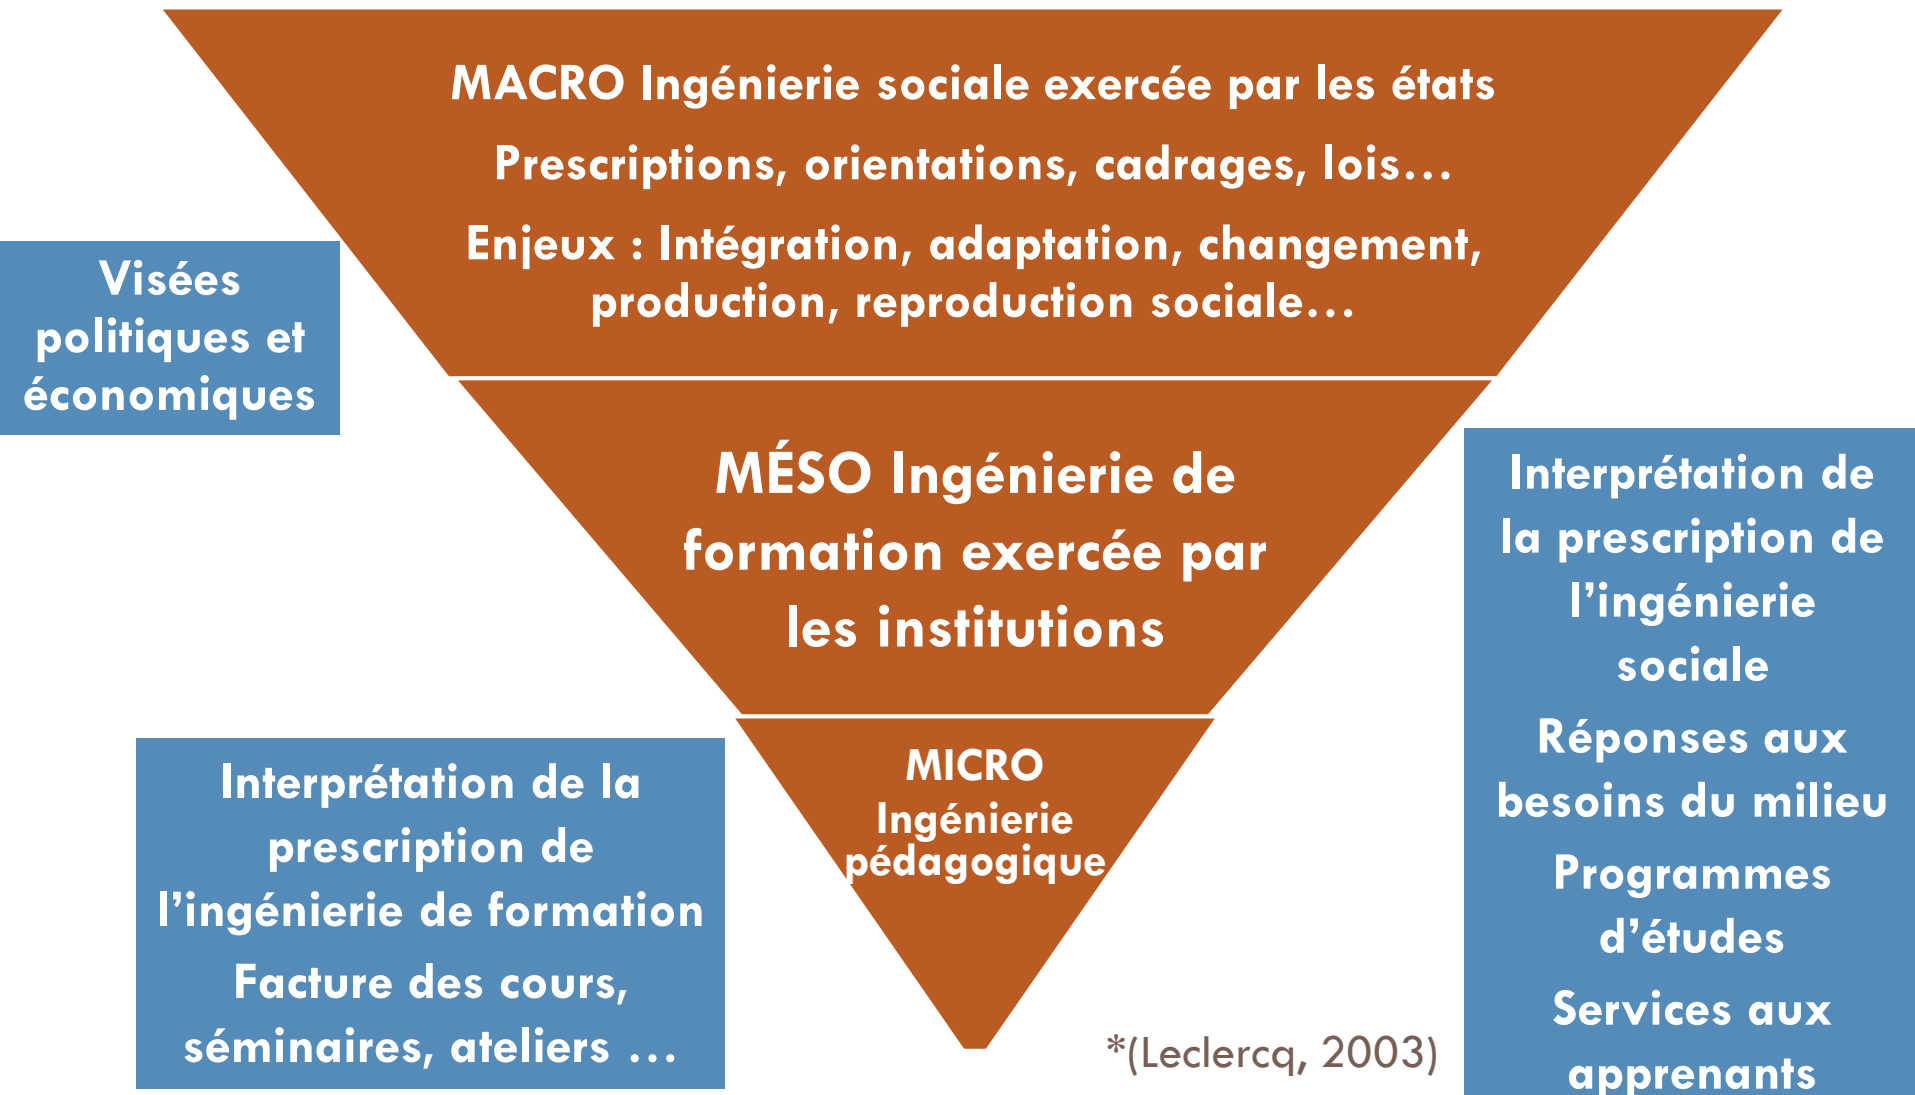 MACRO Ingénierie sociale exercée par les états
Prescriptions, orientations, cadrages, lois...
Enjeux : Intégration, adaptation, changement,
production, reproduction sociale...
Visées
politiques et
économiques
MÉSO Ingénierie de
formation exercée par
les institutions
Interprétation de
la prescription de
l’ingénierie
sociale
Réponses aux
besoins du milieu
Programmes
d’études
Services aux
apprenants
MICRO
Ingénierie
pédagogique
Interprétation de la
prescription de
l’ingénierie de formation
Facture des cours,
séminaires, ateliers ...
*(Leclercq, 2003)